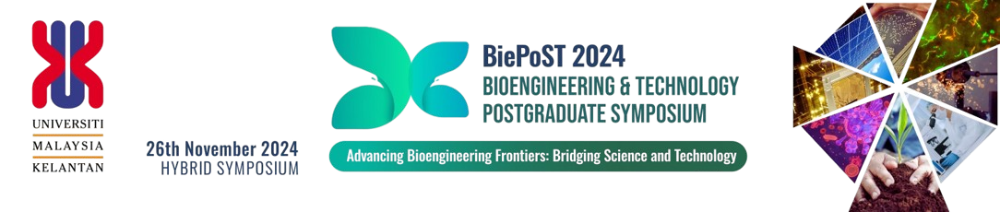 UNIVERSITI
MALAYSIA
KELANTAN
26th November 2024
HYBRID SYMPOSIUM
BiePoST 2024
BIOENGINEERING & TECHNOLOGY
POSTGRADUATE SYMPOSIUM
Advancing Bioengineering Frontiers: Bridging Science and Technology